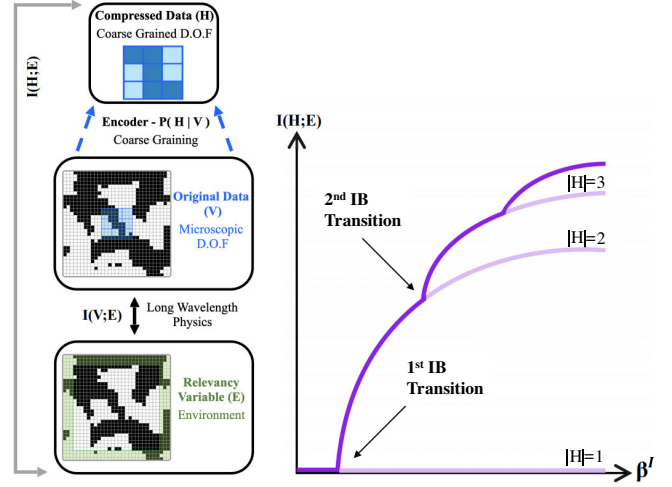 Compressed Data (H)
Coarse Grained D.O.F
I(H;E)
Encoder - P( H | V )
Coarse Graining
Original Data
(V)
Microscopic
D.O.F
I(V;E)
Long Wavelength
Physics
Relevancy
Variable (E)
Environment
I(H;E)
2nd IB
Transition
|H|=3
|H|=2
1st IB
Transition
|H|=1
βᴵ